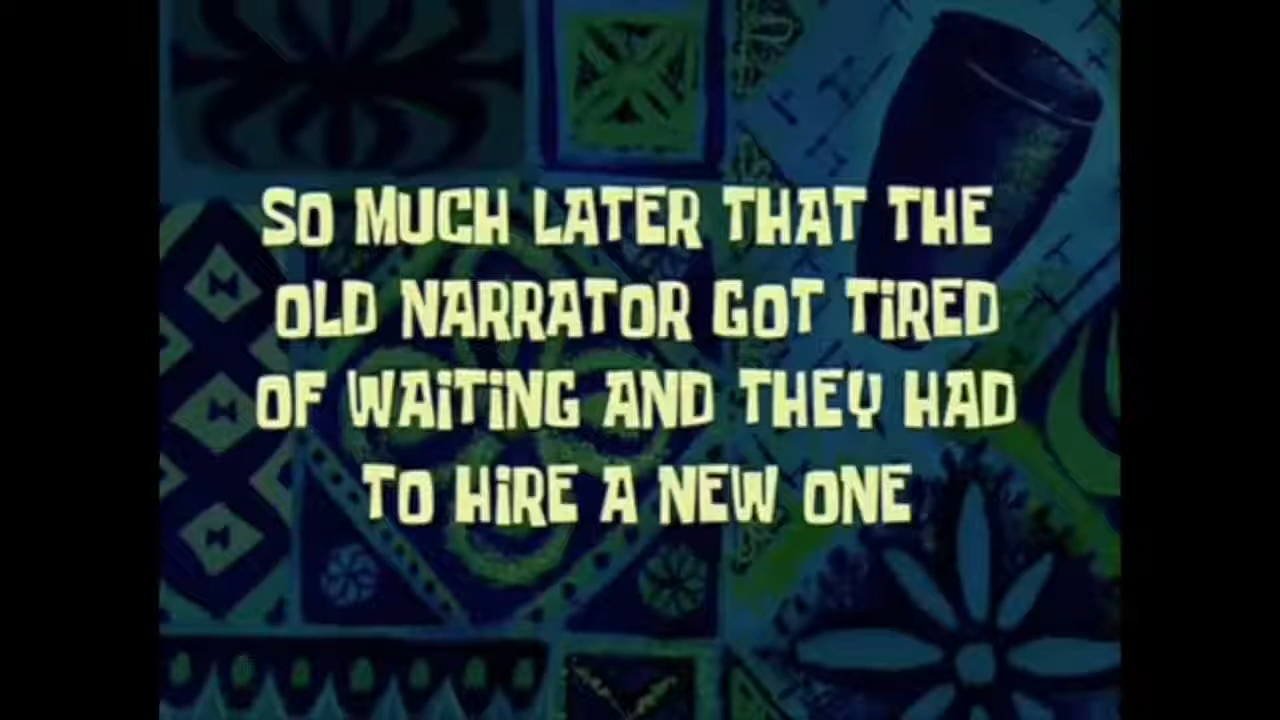 SO MUCH LATER THAT THE
OLD NARRATOR GOT TIRED
OF WAITING AND THEY HAD
TO HIRE A NEW ONE